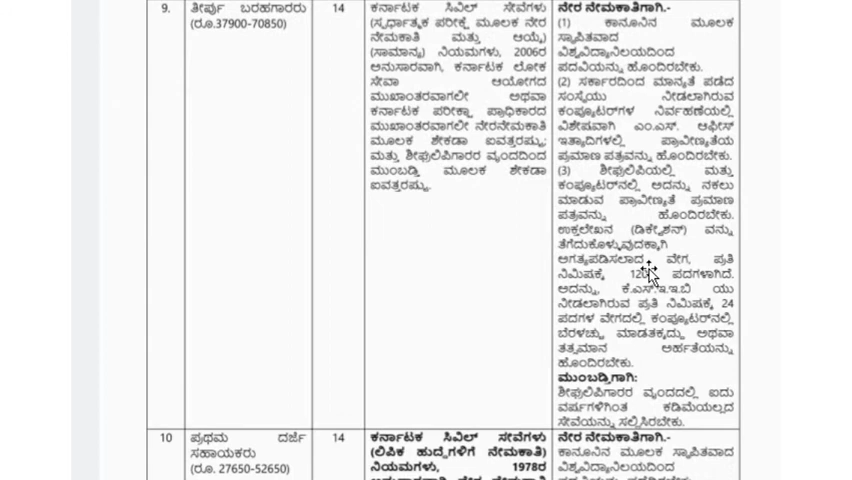 9.
ತೀರ್ಪು ಬರಹಗಾರರು
(ರೂ.37900-70850)
14
ಕರ್ನಾಟಕ ಸಿವಿಲ್ ಸೇವೆಗಳು
(ಸ್ಪರ್ಧಾತ್ಮಕ ಪರೀಕ್ಷೆ ಮೂಲಕ ನೇರ
ನೇಮಕಾತಿ ಮತ್ತು ಆಯ್ಕೆ)
(ಸಾಮಾನ್ಯ) ನಿಯಮಗಳು, 2006ರ
ಅನುಸಾರವಾಗಿ, ಕರ್ನಾಟಕ ಲೋಕ
ಸೇವಾ ಆಯೋಗದ
ಮುಖಾಂತರವಾಗಲೀ ಅಥವಾ
ಕರ್ನಾಟಕ ಪರೀಕ್ಷಾ ಪ್ರಾಧಿಕಾರದ
ಮುಖಾಂತರವಾಗಲೀ ನೇರನೇಮಕಾತಿ
ಮೂಲಕ ಶೇಕಡಾ ಐವತ್ತರಷ್ಟು;
ಮತ್ತು ಶೀಘ್ರಲಿಪಿಗಾರರ ವೃಂದದಿಂದ
ಮುಂಬಡ್ತಿ ಮೂಲಕ ಶೇಕಡಾ
ಐವತ್ತರಷ್ಟು.
ನೇರ ನೇಮಕಾತಿಗಾಗಿ.-
(1) ಕಾನೂನಿನ ಮೂಲಕ
ಸ್ಥಾಪಿತವಾದ
ವಿಶ್ವವಿದ್ಯಾನಿಲಯದಿಂದ
ಪದವಿಯನ್ನು ಹೊಂದಿರಬೇಕು.
(2) ಸರ್ಕಾರದಿಂದ ಮಾನ್ಯತೆ ಪಡೆದ
ಸಂಸ್ಥೆಯು ನೀಡಲಾಗಿರುವ
ಕಂಪ್ಯೂಟರ್‌ಗಳ ನಿರ್ವಹಣೆಯಲ್ಲಿ
ವಿಶೇಷವಾಗಿ ಎಂ.ಎಸ್. ಆಫೀಸ್
ಇತ್ಯಾದಿಗಳಲ್ಲಿ ಪ್ರಾವೀಣ್ಯತೆಯ
ಪ್ರಮಾಣ ಪತ್ರವನ್ನು ಹೊಂದಿರಬೇಕು.
(3) ಶೀಘ್ರಲಿಪಿಯಲ್ಲಿ ಮತ್ತು
ಕಂಪ್ಯೂಟರ್‌ನಲ್ಲಿ ಅದನ್ನು ನಕಲು
ಮಾಡುವ ಪ್ರಾವೀಣ್ಯತೆ ಪ್ರಮಾಣ
ಪತ್ರವನ್ನು ಹೊಂದಿರಬೇಕು.
ಉಕ್ತಲೇಖನ (ಡಿಕ್ಟೇಶನ್) ವನ್ನು
ತೆಗೆದುಕೊಳ್ಳುವುದಕ್ಕಾಗಿ
ಅಗತ್ಯಪಡಿಸಲಾದ ವೇಗ, ಪ್ರತಿ
ನಿಮಿಷಕ್ಕೆ 120 ಪದಗಳಾಗಿದೆ.
ಅದನ್ನು, ಕೆ.ಎಸ್.ಇ.ಇ.ಬಿ ಯು
ನೀಡಲಾಗಿರುವ ಪ್ರತಿ ನಿಮಿಷಕ್ಕೆ 24
ಪದಗಳ ವೇಗದಲ್ಲಿ ಕಂಪ್ಯೂಟರ್‌ನಲ್ಲಿ
ಬೆರಳಚ್ಚು ಮಾಡತಕ್ಕದ್ದು ಅಥವಾ
ತತ್ಸಮಾನ ಅರ್ಹತೆಯನ್ನು
ಹೊಂದಿರಬೇಕು.
ಮುಂಬಡ್ತಿಗಾಗಿ:
ಶೀಘ್ರಲಿಪಿಗಾರರ ವೃಂದದಲ್ಲಿ ಐದು
ವರ್ಷಗಳಿಗಿಂತ ಕಡಿಮೆಯಲ್ಲದ
ಸೇವೆಯನ್ನು ಸಲ್ಲಿಸಿರಬೇಕು.
10
ಪ್ರಥಮ ದರ್ಜೆ
ಸಹಾಯಕರು
(ರೂ. 27650-52650)
14
ಕರ್ನಾಟಕ ಸಿವಿಲ್ ಸೇವೆಗಳು
(ಲಿಪಿಕ ಹುದ್ದೆಗಳಿಗೆ ನೇಮಕಾತಿ)
ನಿಯಮಗಳು, 1978ರ
ನೇರ ನೇಮಕಾತಿಗಾಗಿ.-
ಕಾನೂನಿನ ಮೂಲಕ ಸ್ಥಾಪಿತವಾದ
ವಿಶ್ವವಿದ್ಯಾನಿಲಯದಿಂದ